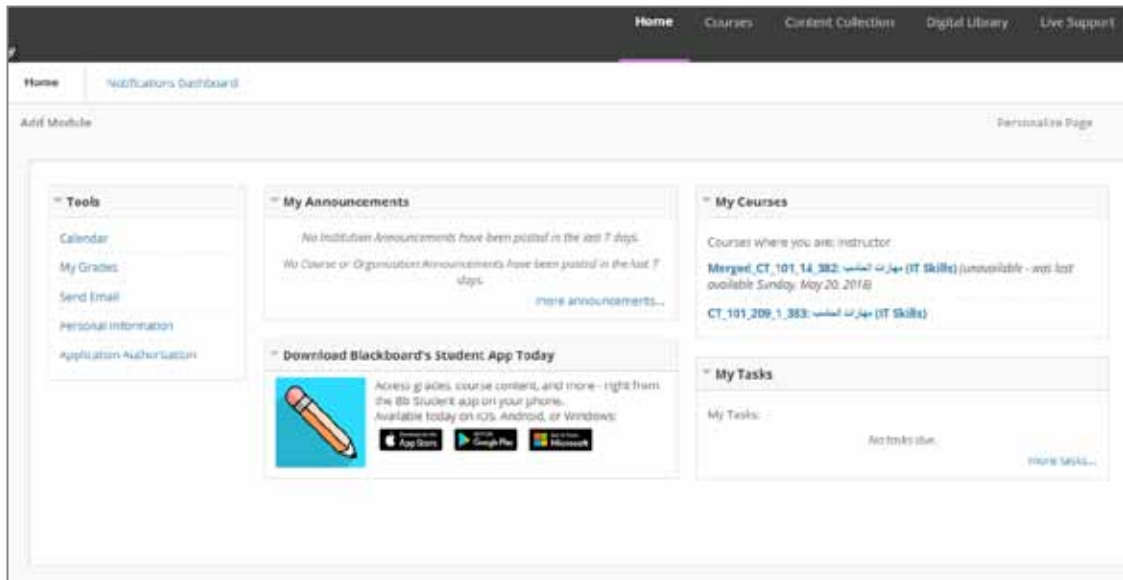 Home Courses Content Collection Digital Library Live Support
Home Notifications Dashboard
Add Module
Personalize Page
Tools
Calendar
My Grades
Send Email
Personal Information
Application Authorization
My Announcements
No Institution Announcements have been posted in the last 7 days.
No Course or Organization Announcements have been posted in the last 7
days.
more announcements...
Download Blackboard's Student App Today
Access grades, course content, and more - right from
the Bb Student app on your phone.
Available today on iOS, Android, or Windows:
App Store
Google Play
Microsoft
My Courses
Courses where you are: Instructor
Merged_CT_101_14_382: مهارات الحاسب (IT Skills) (unavailable - was last
available Sunday, May 20, 2018)
CT_101_209_1_383: مهارات الحاسب (IT Skills)
My Tasks
My Tasks:
No tasks due.
more tasks...